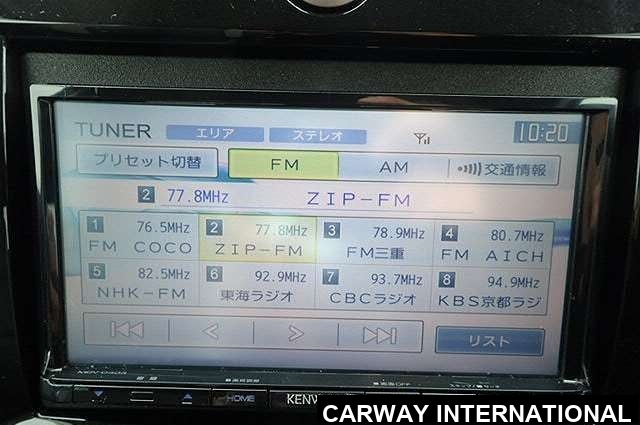 TUNER エリア ステレオ 10:20
プリセット切替 FM AM 交通情報
2 77.8MHz ZIP-FM
1 76.5MHz 2 77.8MHz 3 78.9MHz 4 80.7MHz
FM COCO ZIP-FM FM三重 FM AICH
5 82.5MHz 6 92.9MHz 7 93.7MHz 8 94.9MHz
NHK-FM 東海ラジオ CBCラジオ KBS京都ラジ
リスト
HOME KENW
CARWAY INTERNATIONAL